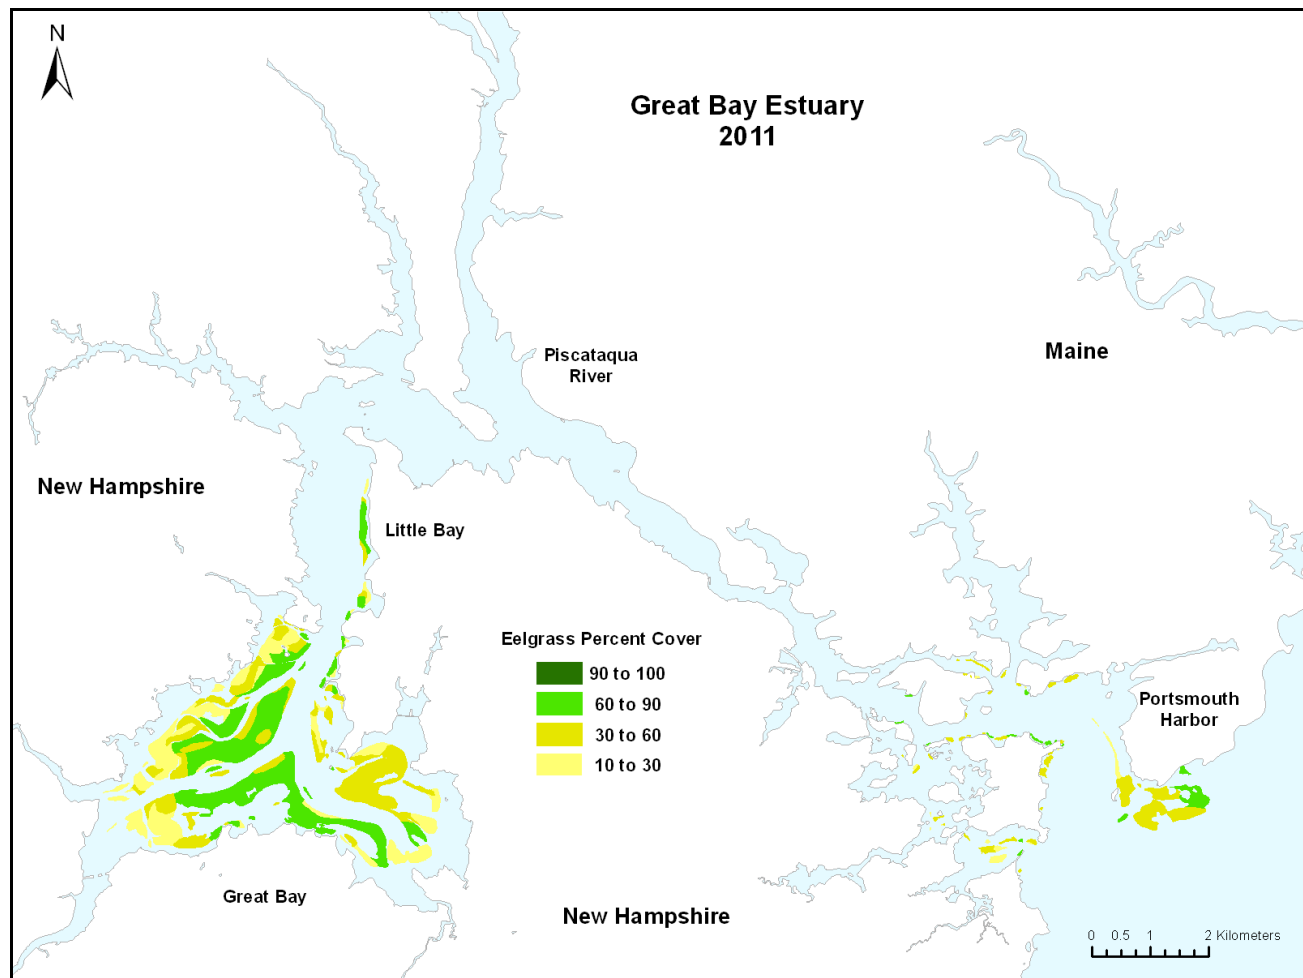 N
Great Bay Estuary
2011
Piscataqua
River
Maine
New Hampshire
Little Bay
Eelgrass Percent Cover
90 to 100
60 to 90
30 to 60
10 to 30
Portsmouth
Harbor
Great Bay
New Hampshire
0 0.5 1 2 Kilometers